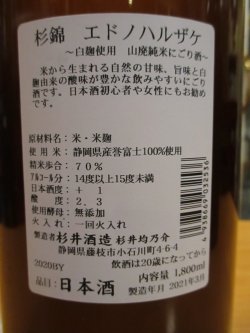 杉錦　エドノハルザケ
～白麹使用　山廃純米にごり酒～
米から生まれる自然の甘味、旨味と白
麹由来の酸味が豊かな飲みやすいにごり
酒です。日本酒初心者や女性にもお勧め
です。
原材料名：米・米麹
使用米：静岡県産誉富士100%使用
精米歩合：７０％
アルコール分：14度以上15度未満
日本酒度：＋　１
酸度：２．３
使用酵母：無添加
火入れ：一回火入れ
製造者 杉井酒造 杉井均乃介
静岡県藤枝市小石川町４-６-４
飲酒は20歳になってから
2020BY
内容量 1,800ml
品目：日本酒
製造年月 2021年3月
4 938669 932536